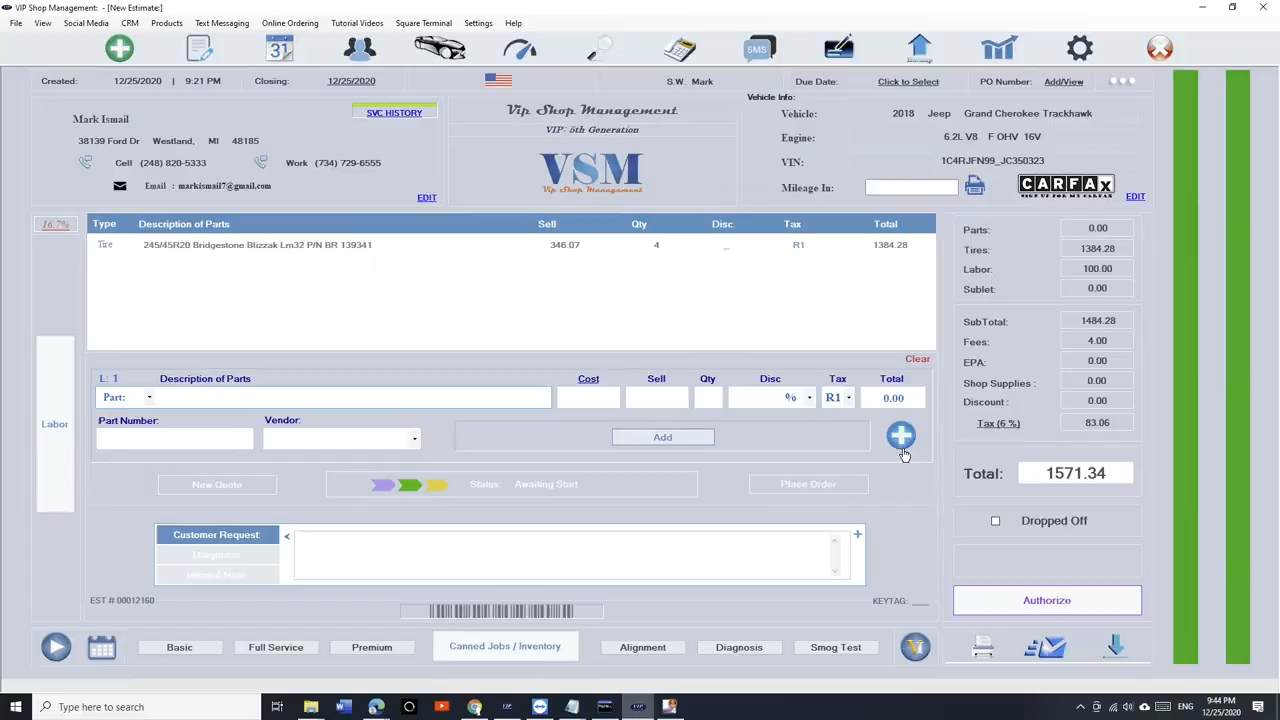 VIP Shop Management: - [New Estimate:]
File View Social Media CRM Products Text Messaging Online Ordering Tutorial Videos Square Terminal Settings Help
31 SMS
Created: 12/25/2020 | 9:21 PM Closing: 12/25/2020 S.W. Mark Due Date: Click to Select PO Number: Add/View
Mark Ismail SVC HISTORY
38139 Ford Dr Westland, MI 48185
Cell (248) 820-5333 Work (734) 729-6555
Email : markismail7@gmail.com
EDIT
Vip Shop Management
VIP: 5th Generation
VSM
Vip Shop Management
Vehicle Info:
Vehicle: 2018 Jeep Grand Cherokee Trackhawk
Engine: 6.2L V8 F OHV 16V
VIN: 1C4RJFN99_JC350323
Mileage In: CARFAX
EDIT
16.7%
Type Description of Parts Sell Qty Disc Tax Total
Tire 245/45R20 Bridgestone Blizzak Lm32 P/N BR 139341 346.07 4 _ R1 1384.28
Clear
Labor
L: 1 Description of Parts Cost Sell Qty Disc Tax Total
Part: % R1 0.00
Part Number: Vendor:
Add
New Quote Status: Awaiting Start Place Order
Customer Request: < +
Diagnosis
Internal Note
EST # 00012160 KEYTAG: ___
Parts: 0.00
Tires: 1384.28
Labor: 100.00
Sublet: 0.00
SubTotal: 1484.28
Fees: 4.00
EPA: 0.00
Shop Supplies : 0.00
Discount : 0.00
Tax (6 %) 83.06
Total: 1571.34
Dropped Off
Authorize
Basic Full Service Premium Canned Jobs / Inventory Alignment Diagnosis Smog Test V
Type here to search
9:44 PM
12/25/2020